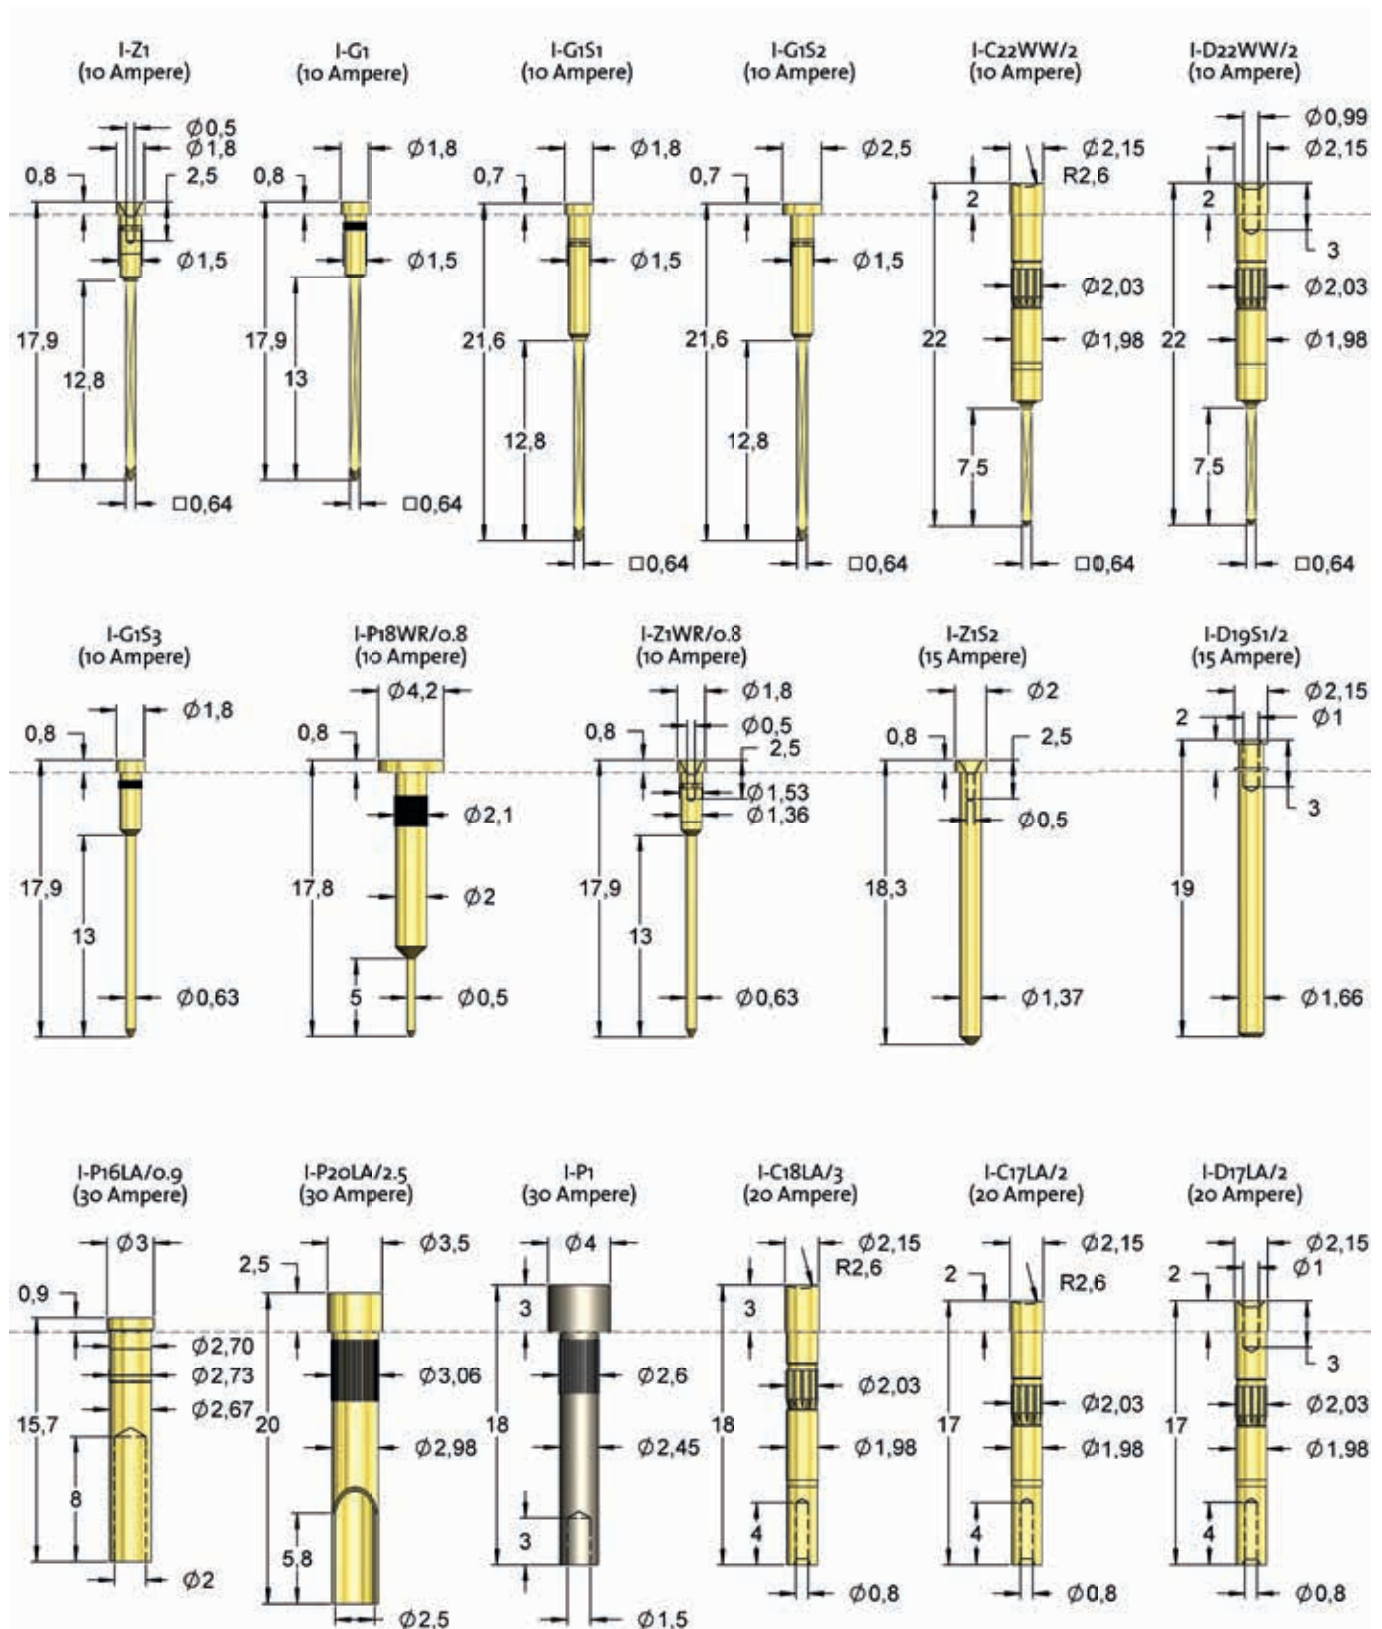 I-Z1
(10 Ampere)
Ø0,5
Ø1,8
0,8
2,5
Ø1,5
17,9
12,8
□0,64
I-G1
(10 Ampere)
Ø1,8
0,8
Ø1,5
17,9
13
□0,64
I-G1S1
(10 Ampere)
Ø1,8
0,7
Ø1,5
21,6
12,8
□0,64
I-G1S2
(10 Ampere)
Ø2,5
0,7
Ø1,5
21,6
12,8
□0,64
I-C22WW/2
(10 Ampere)
Ø2,15
R2,6
2
Ø2,03
Ø1,98
22
7,5
□0,64
I-D22WW/2
(10 Ampere)
Ø0,99
Ø2,15
2
3
Ø2,03
Ø1,98
22
7,5
□0,64
I-G1S3
(10 Ampere)
Ø1,8
0,8
17,9
13
Ø0,63
I-P18WR/0.8
(10 Ampere)
Ø4,2
0,8
Ø2,1
17,8
Ø2
5
Ø0,5
I-Z1WR/0.8
(10 Ampere)
Ø1,8
Ø0,5
0,8
2,5
Ø1,53
Ø1,36
17,9
13
Ø0,63
I-Z1S2
(15 Ampere)
Ø2
0,8
2,5
Ø0,5
18,3
Ø1,37
I-D19S1/2
(15 Ampere)
Ø2,15
2
Ø1
3
19
Ø1,66
I-P16LA/0.9
(30 Ampere)
Ø3
0,9
Ø2,70
Ø2,73
Ø2,67
15,7
8
Ø2
I-P20LA/2.5
(30 Ampere)
Ø3,5
2,5
Ø3,06
20
Ø2,98
5,8
Ø2,5
I-P1
(30 Ampere)
Ø4
3
Ø2,6
18
Ø2,45
3
Ø1,5
I-C18LA/3
(20 Ampere)
Ø2,15
R2,6
3
Ø2,03
18
Ø1,98
4
Ø0,8
I-C17LA/2
(20 Ampere)
Ø2,15
2
R2,6
Ø2,03
17
Ø1,98
4
Ø0,8
I-D17LA/2
(20 Ampere)
Ø2,15
2
Ø1
3
Ø2,03
17
Ø1,98
4
Ø0,8